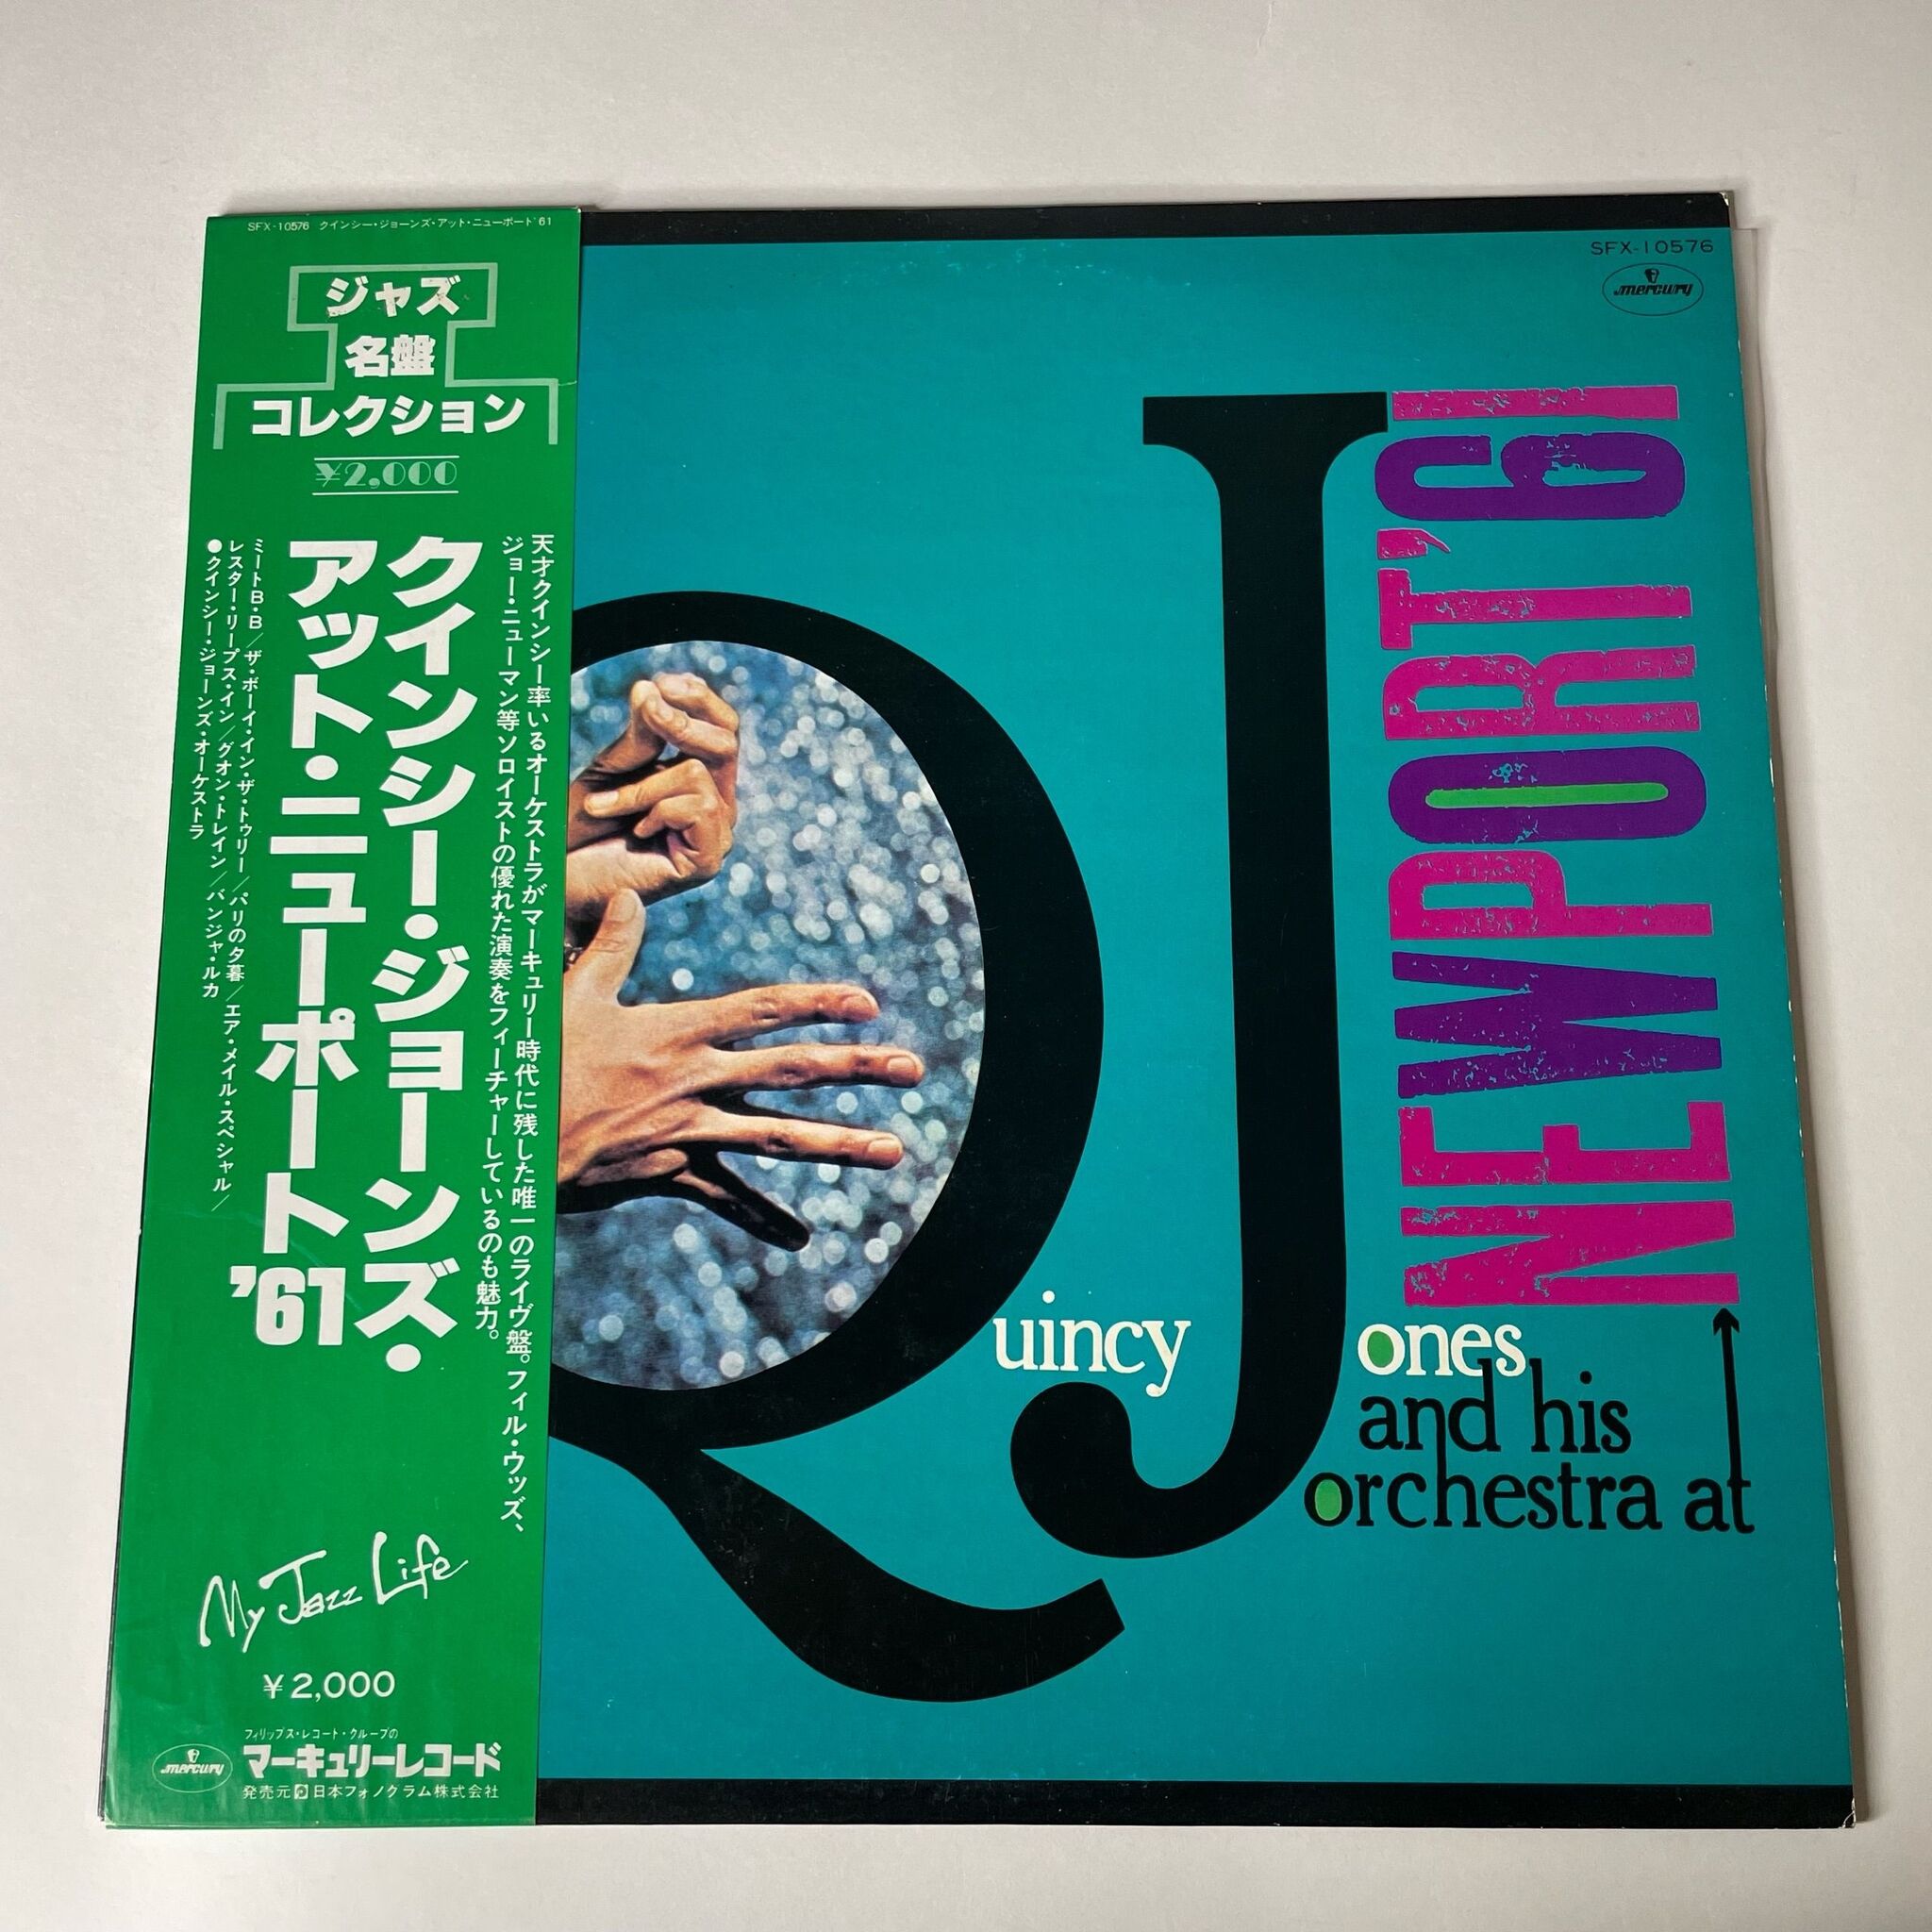 SFX-10576 クインシー・ジョーンズ・アット・ニューポート'61
ジャズ
名盤
コレクション
¥2,000
天才クインシー率いるオーケストラがマーキュリー時代に残した唯一のライヴ盤。フィル・ウッズ、
ジョー・ニューマン等ソロイストの優れた演奏をフィーチャーしているのも魅力。
クインシー・ジョーンズ・
アット・ニューポート'61
ミートB.B/ザ・ボーイ・イン・ザ・トゥリー/パリの夕暮/エア・メイル・スペシャル/
レスター・リープス・イン/グオン・トレイン/バンジャ・ルカ
●クインシー・ジョーンズ・オーケストラ
My Jazz Life
¥2,000
フィリップス・レコード・グループの
mercury
マーキュリーレコード
発売元 日本フォノグラム株式会社
SFX-10576
mercury
NEWPORT'61
Quincy Jones
and his
orchestra at